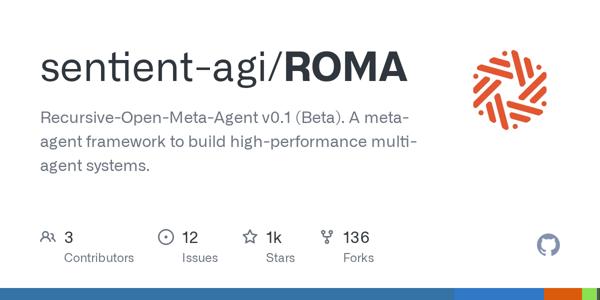 sentient-agi/ROMA
Recursive-Open-Meta-Agent v0.1 (Beta). A meta-
agent framework to build high-performance multi-
agent systems.
3 12 1k 136
Contributors Issues Stars Forks